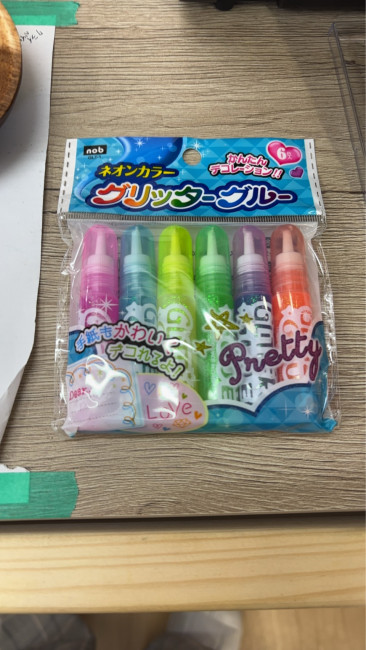 nob
ネオンカラー
グリッターグルー
かんたん
デコレーション!!
6色
手紙もかわいく
デコれるよ!
Pretty
Dear
Love